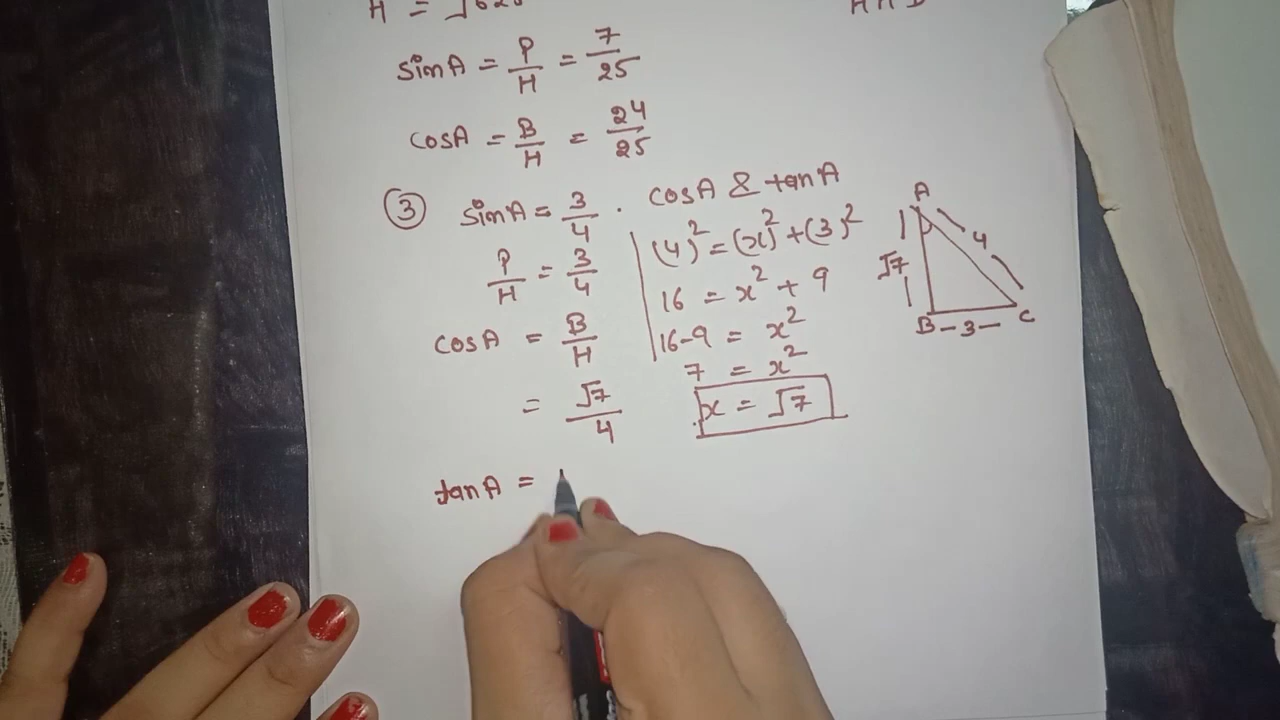 H = √625
sinA = P/H = 7/25
cosA = B/H = 24/25
③ sinA = 3/4 . cosA & tanA
P/H = 3/4
cosA = B/H
= √7/4
tanA =
(4)² = (x)² + (3)²
16 = x² + 9
16-9 = x²
7 = x²
x = √7
A
4
√7
B -3- C